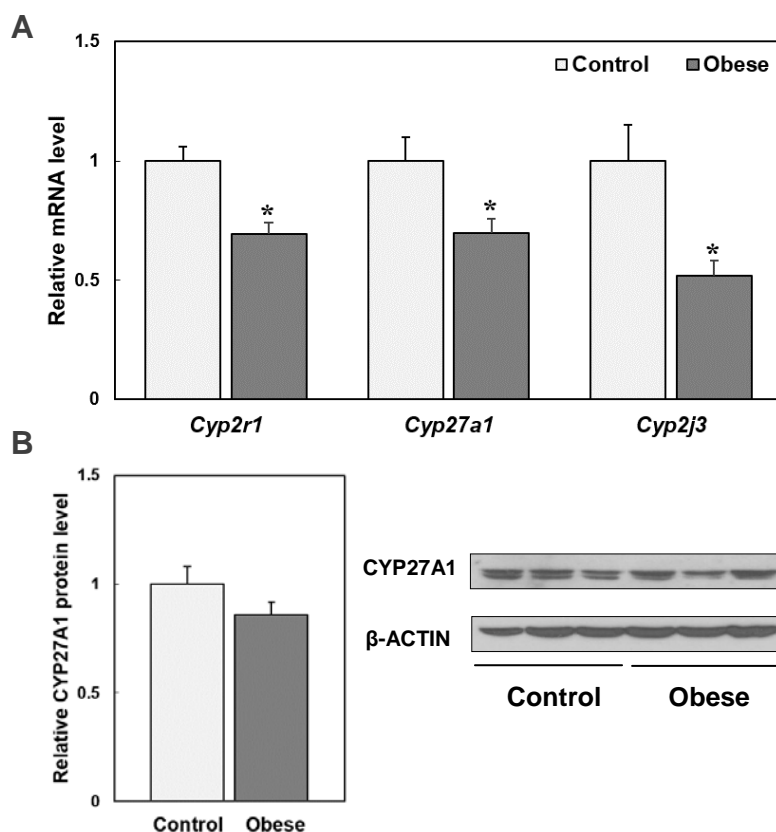 A
1.5
Control Obese
1
* * *
Relative mRNA level
0.5
0
Cyp2r1 Cyp27a1 Cyp2j3
B
1.5
Relative CYP27A1 protein level
1
0.5
0
Control Obese
CYP27A1
β-ACTIN
Control Obese